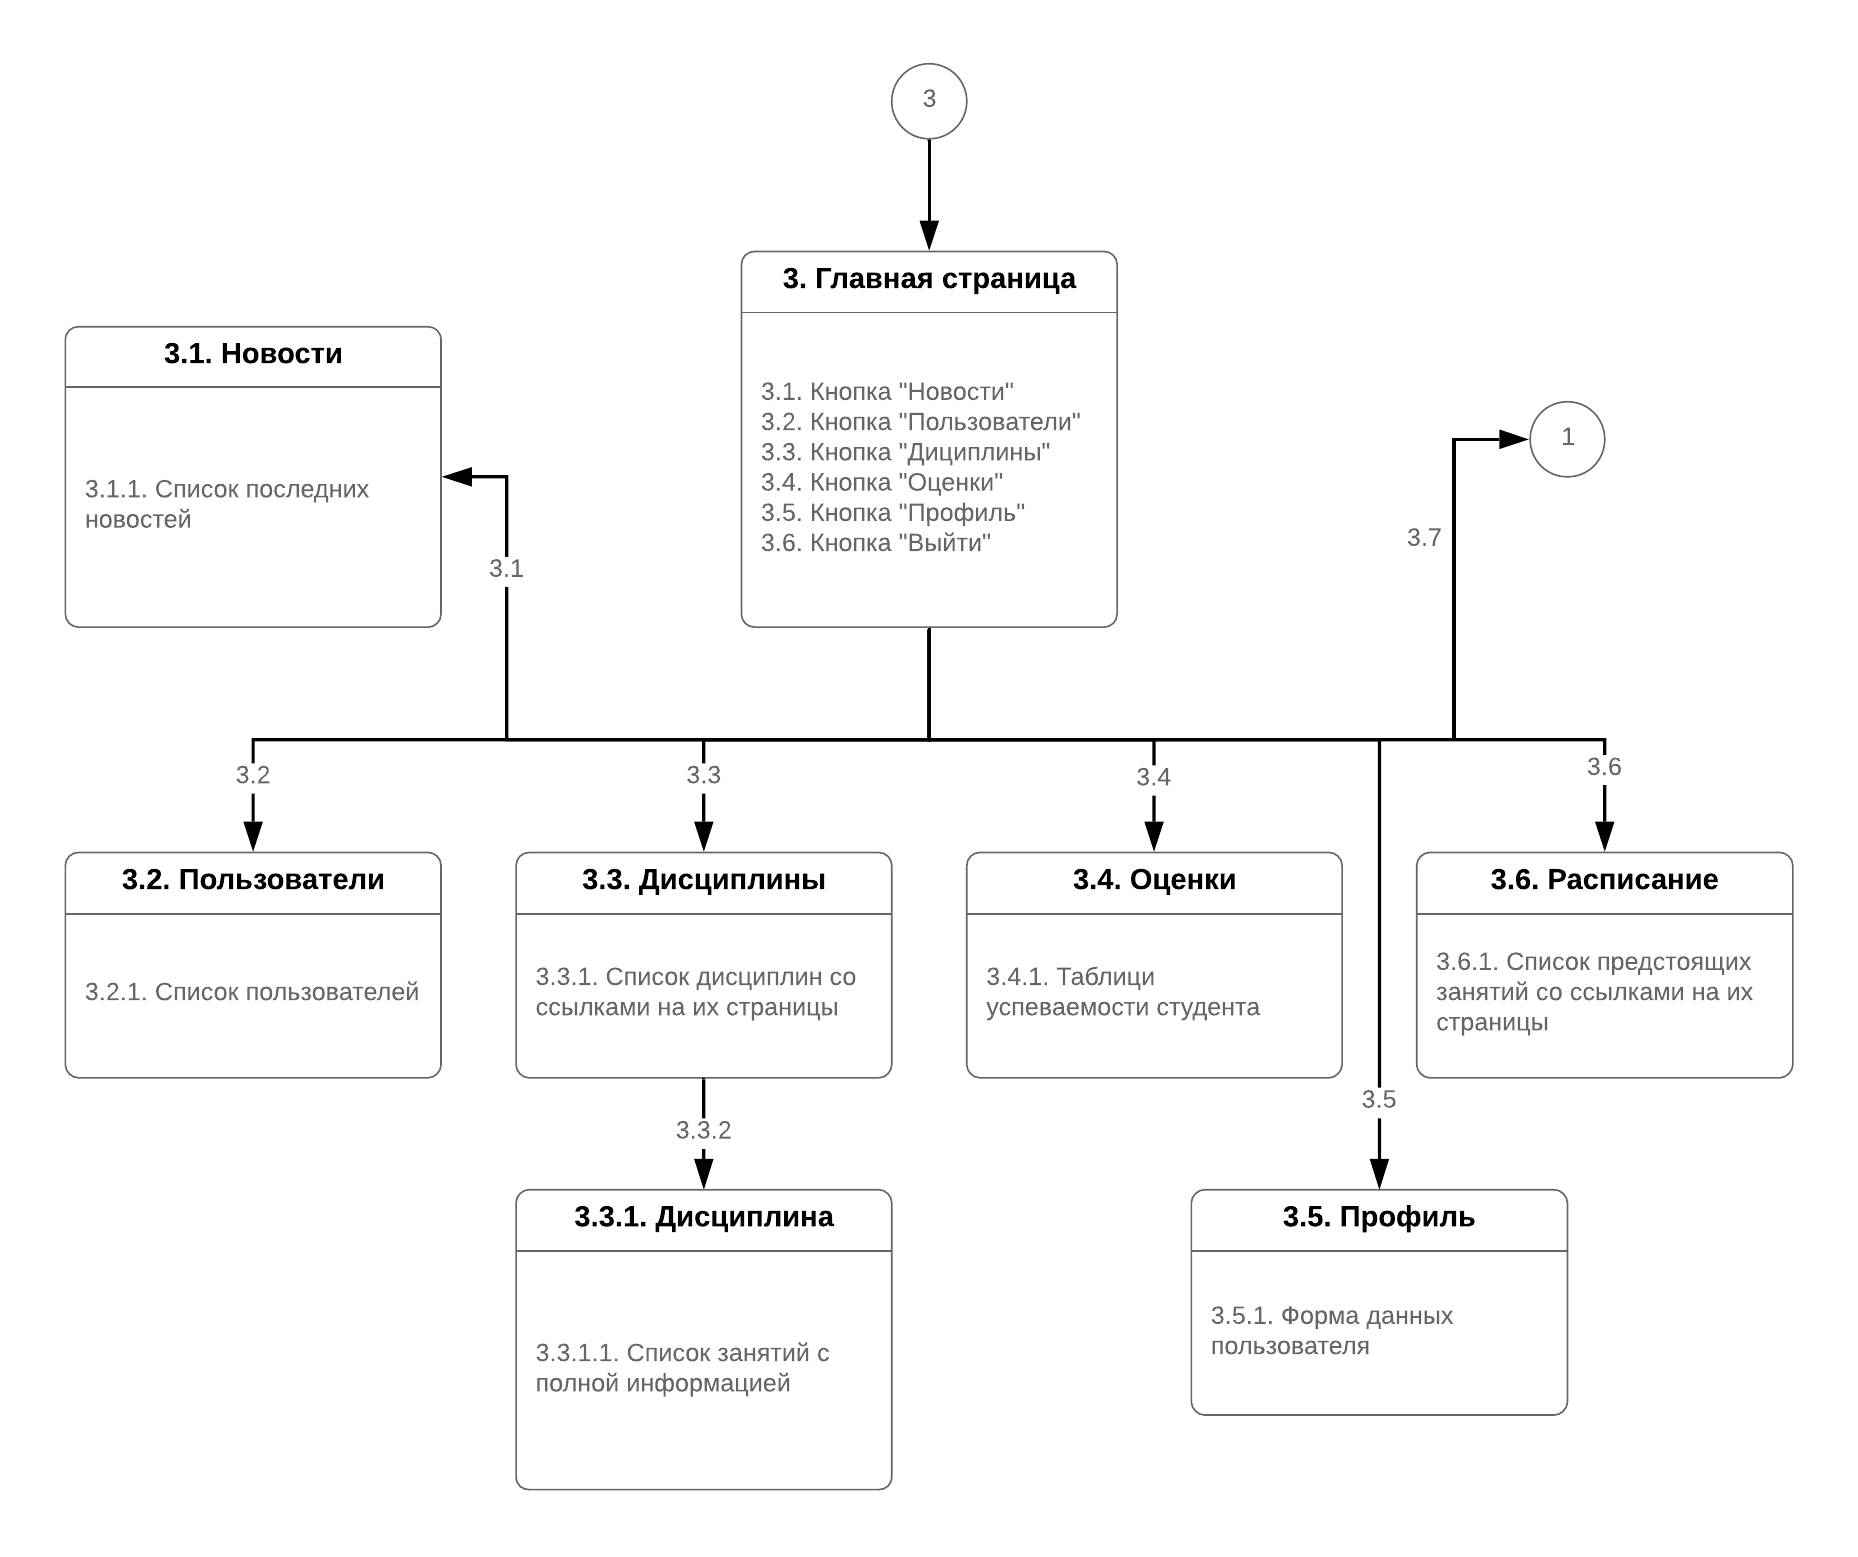 3
3. Главная страница
3.1. Кнопка "Новости"
3.2. Кнопка "Пользователи"
3.3. Кнопка "Дициплины"
3.4. Кнопка "Оценки"
3.5. Кнопка "Профиль"
3.6. Кнопка "Выйти"
3.1. Новости
3.1.1. Список последних
новостей
3.1
1
3.7
3.2
3.3
3.4
3.6
3.2. Пользователи
3.2.1. Список пользователей
3.3. Дисциплины
3.3.1. Список дисциплин со
ссылками на их страницы
3.4. Оценки
3.4.1. Таблици
успеваемости студента
3.6. Расписание
3.6.1. Список предстоящих
занятий со ссылками на их
страницы
3.3.2
3.5
3.3.1. Дисциплина
3.3.1.1. Список занятий с
полной информацией
3.5. Профиль
3.5.1. Форма данных
пользователя